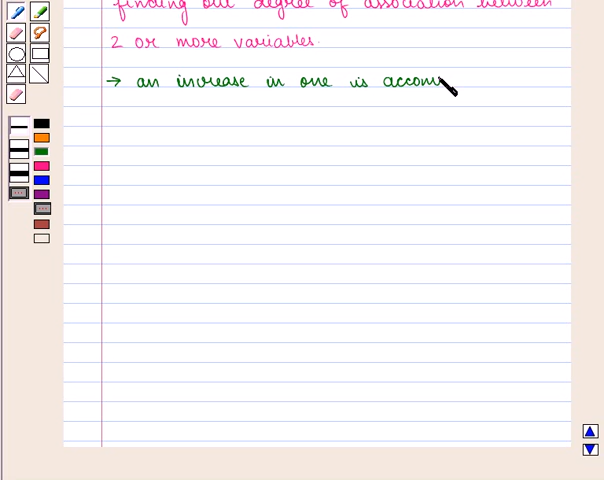 finding out degree of association between
2 or more variables.
→ an increase in one is accom